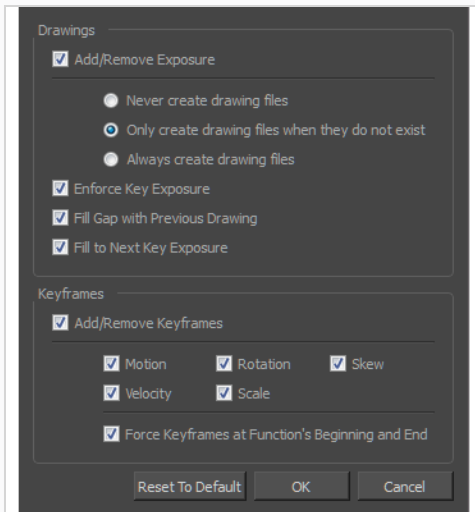 Drawings
Add/Remove Exposure
Never create drawing files
Only create drawing files when they do not exist
Always create drawing files
Enforce Key Exposure
Fill Gap with Previous Drawing
Fill to Next Key Exposure
Keyframes
Add/Remove Keyframes
Motion Rotation Skew
Velocity Scale
Force Keyframes at Function's Beginning and End
Reset To Default OK Cancel